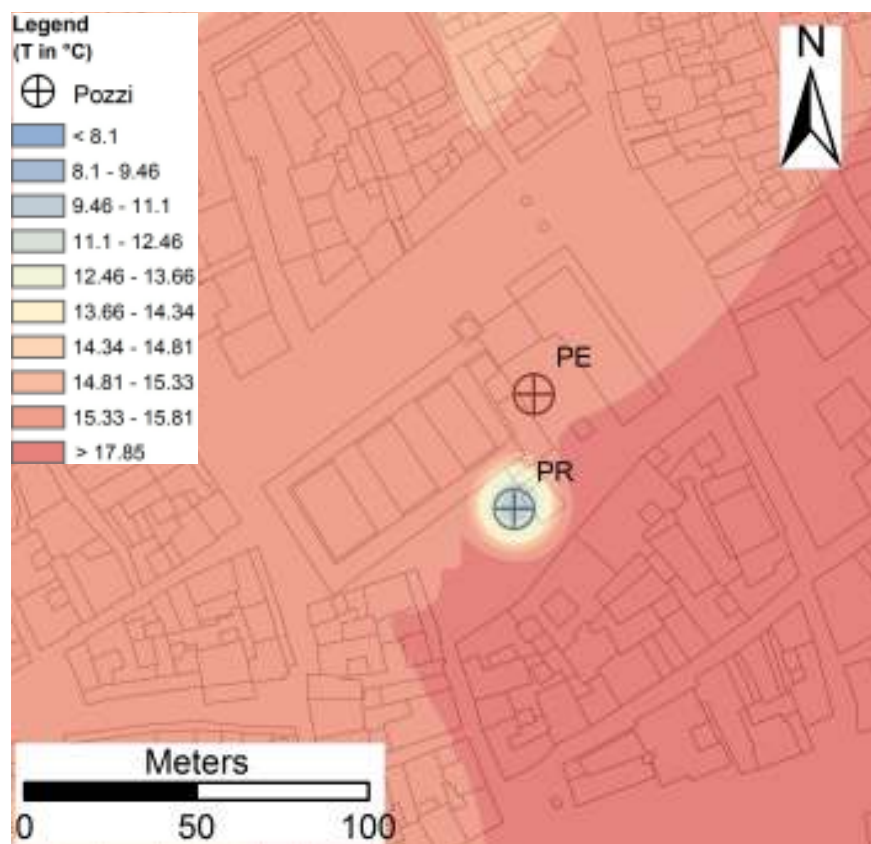 Legend
(T in °C)
Pozzi
< 8.1
8.1 - 9.46
9.46 - 11.1
11.1 - 12.46
12.46 - 13.66
13.66 - 14.34
14.34 - 14.81
14.81 - 15.33
15.33 - 15.81
> 17.85
N
PE
PR
Meters
0 50 100